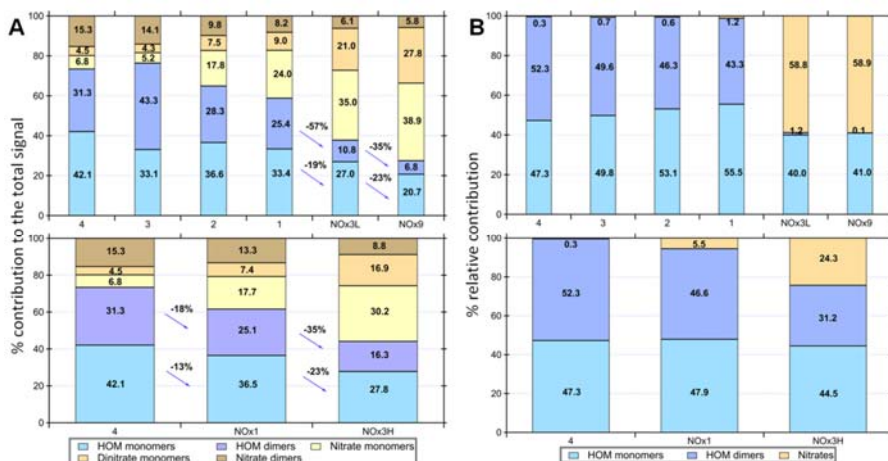 A
% contribution to the total signal
100
80
60
40
20
0
15.3 14.1 9.8 8.2 6.1 5.8
4.5 4.3 7.5 9.0 21.0 27.8
6.8 5.2 17.8 24.0 35.0 38.9
31.3 43.3 28.3 25.4 10.8 6.8
42.1 33.1 36.6 33.4 27.0 20.7
-57% -35%
-19% -23%
4 3 2 1 NOx3L NOx9
100
80
60
40
20
0
15.3 13.3 8.8
4.5 7.4 16.9
6.8 17.7 30.2
31.3 25.1 16.3
42.1 36.5 27.8
-18% -35%
-13% -23%
4 NOx1 NOx3H
HOM monomers HOM dimers Nitrate monomers
Dinitrate monomers Nitrate dimers
B
% relative contribution
100
80
60
40
20
0
0.3 0.7 0.6 1.2 58.8 58.9
52.3 49.6 46.3 43.3 1.2 0.1
47.3 49.8 53.1 55.5 40.0 41.0
4 3 2 1 NOx3L NOx9
100
80
60
40
20
0
0.3 5.5 24.3
52.3 46.6 31.2
47.3 47.9 44.5
4 NOx1 NOx3H
HOM monomers HOM dimers Nitrates